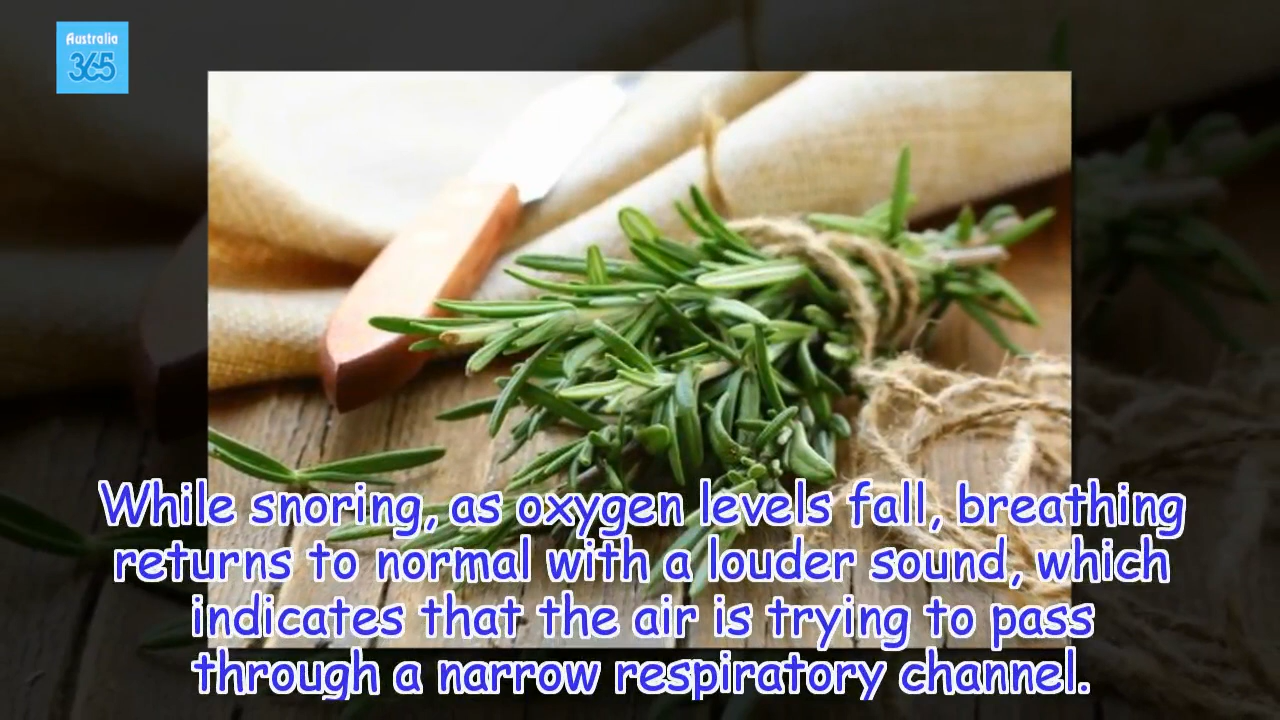 Australia
365
While snoring, as oxygen levels fall, breathing
returns to normal with a louder sound, which
indicates that the air is trying to pass
through a narrow respiratory channel.